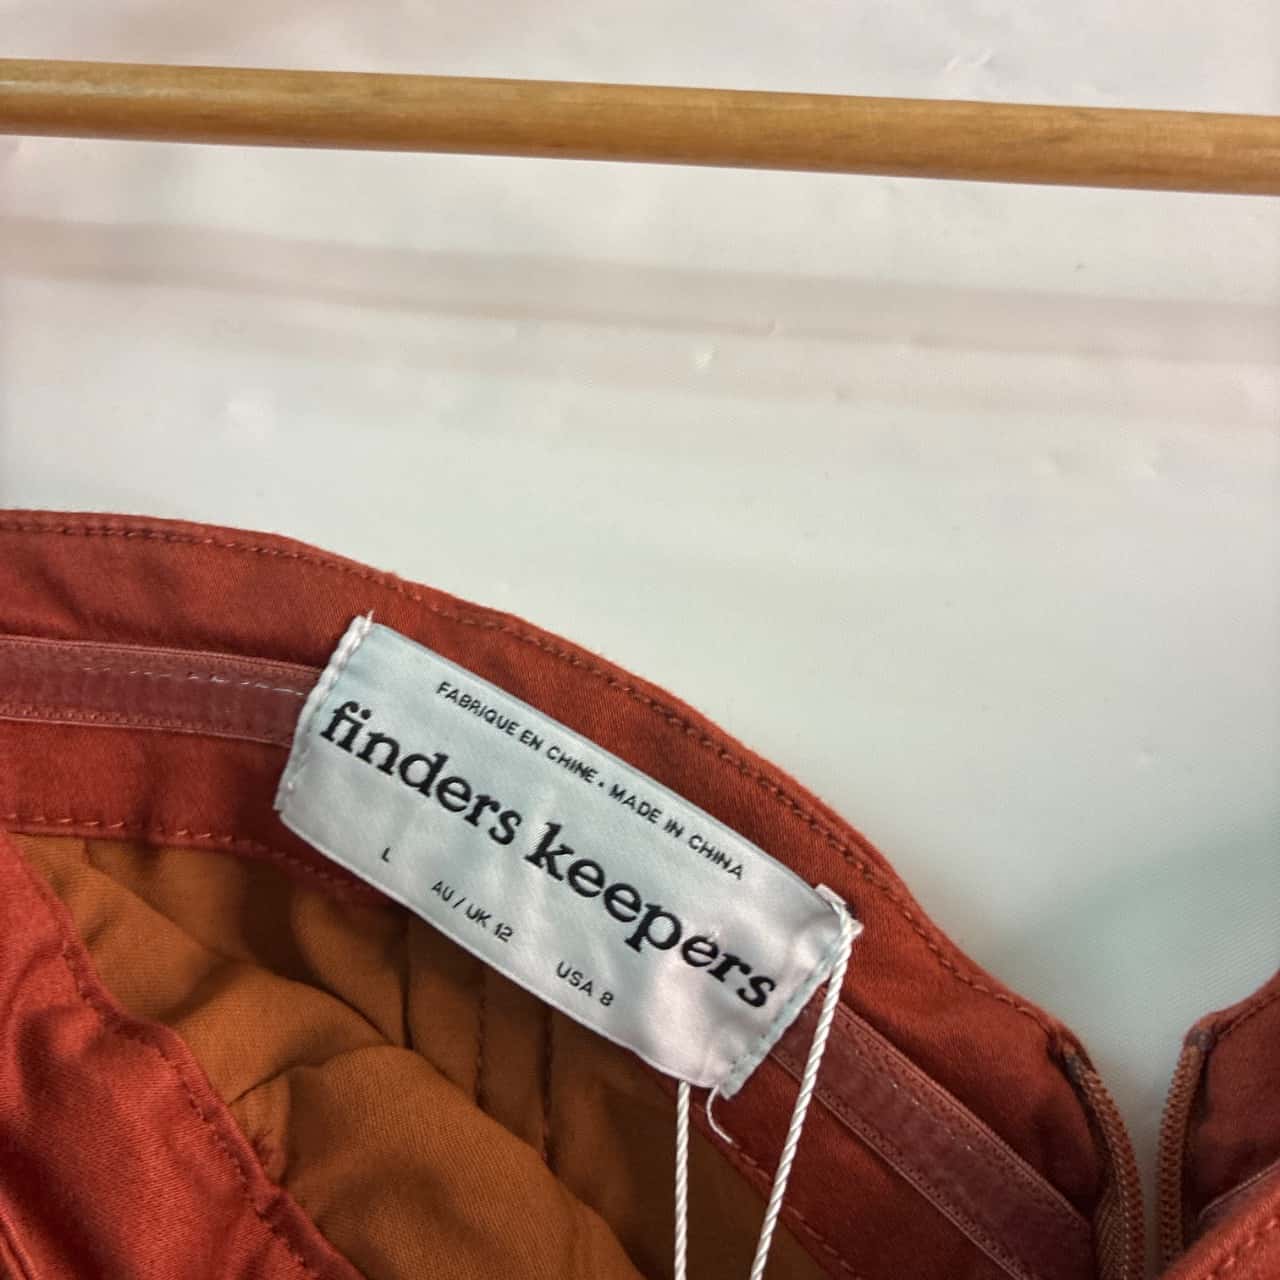 FABRIQUE EN CHINE • MADE IN CHINA
finders keepers
L AU / UK 12 USA 8